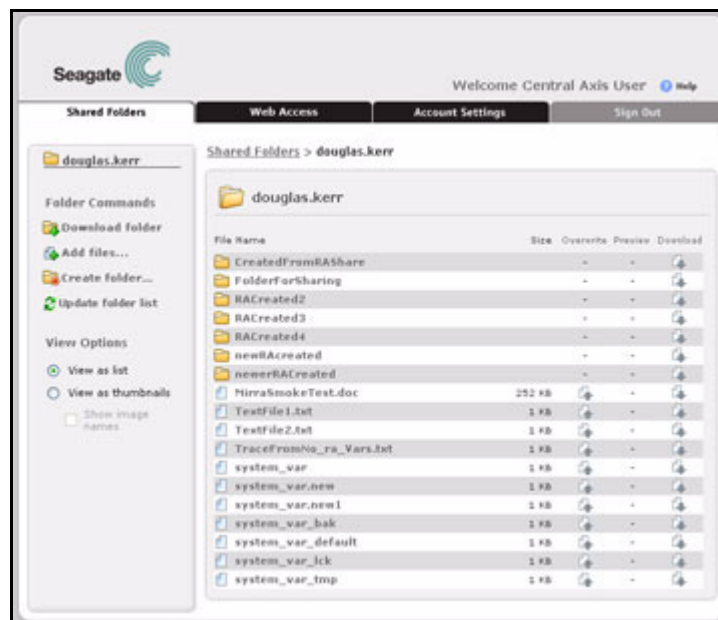 Seagate
Welcome Central Axis User Help
Shared Folders Web Access Account Settings Sign Out
douglas.kerr
Folder Commands
Download folder
Add files...
Create folder...
Update folder list
View Options
View as list
View as thumbnails
Show image
names
Shared Folders > douglas.kerr
douglas.kerr
File Name Size Overwrite Preview Download
CreatedFromRAShare - -
FolderForSharing - -
RACreated2 - -
RACreated3 - -
RACreated4 - -
newRAcreated - -
newerRACreated - -
MirraSmokeTest.doc 252 KB -
TextFile1.txt 1 KB -
TextFile2.txt 1 KB -
TraceFromNo_ra_Vars.txt 1 KB -
system_var 1 KB -
system_var.new 1 KB -
system_var.new1 1 KB -
system_var_bak 1 KB -
system_var_default 1 KB -
system_var_lck 1 KB -
system_var_tmp 1 KB -